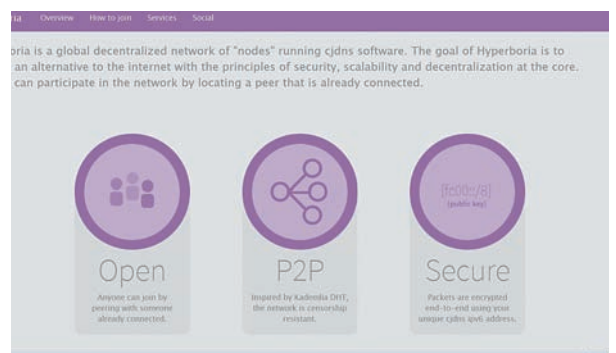 ria Overview How to join Services Social
oria is a global decentralized network of "nodes" running cjdns software. The goal of Hyperboria is to
an alternative to the internet with the principles of security, scalability and decentralization at the core.
can participate in the network by locating a peer that is already connected.
[fc00::/8]
(public key)
Open
P2P
Secure
Anyone can join by
peering with someone
already connected.
Inspired by Kademlia DHT,
the network is censorship
resistant.
Packets are encrypted
end-to-end using your
unique cjdns ipv6 address.